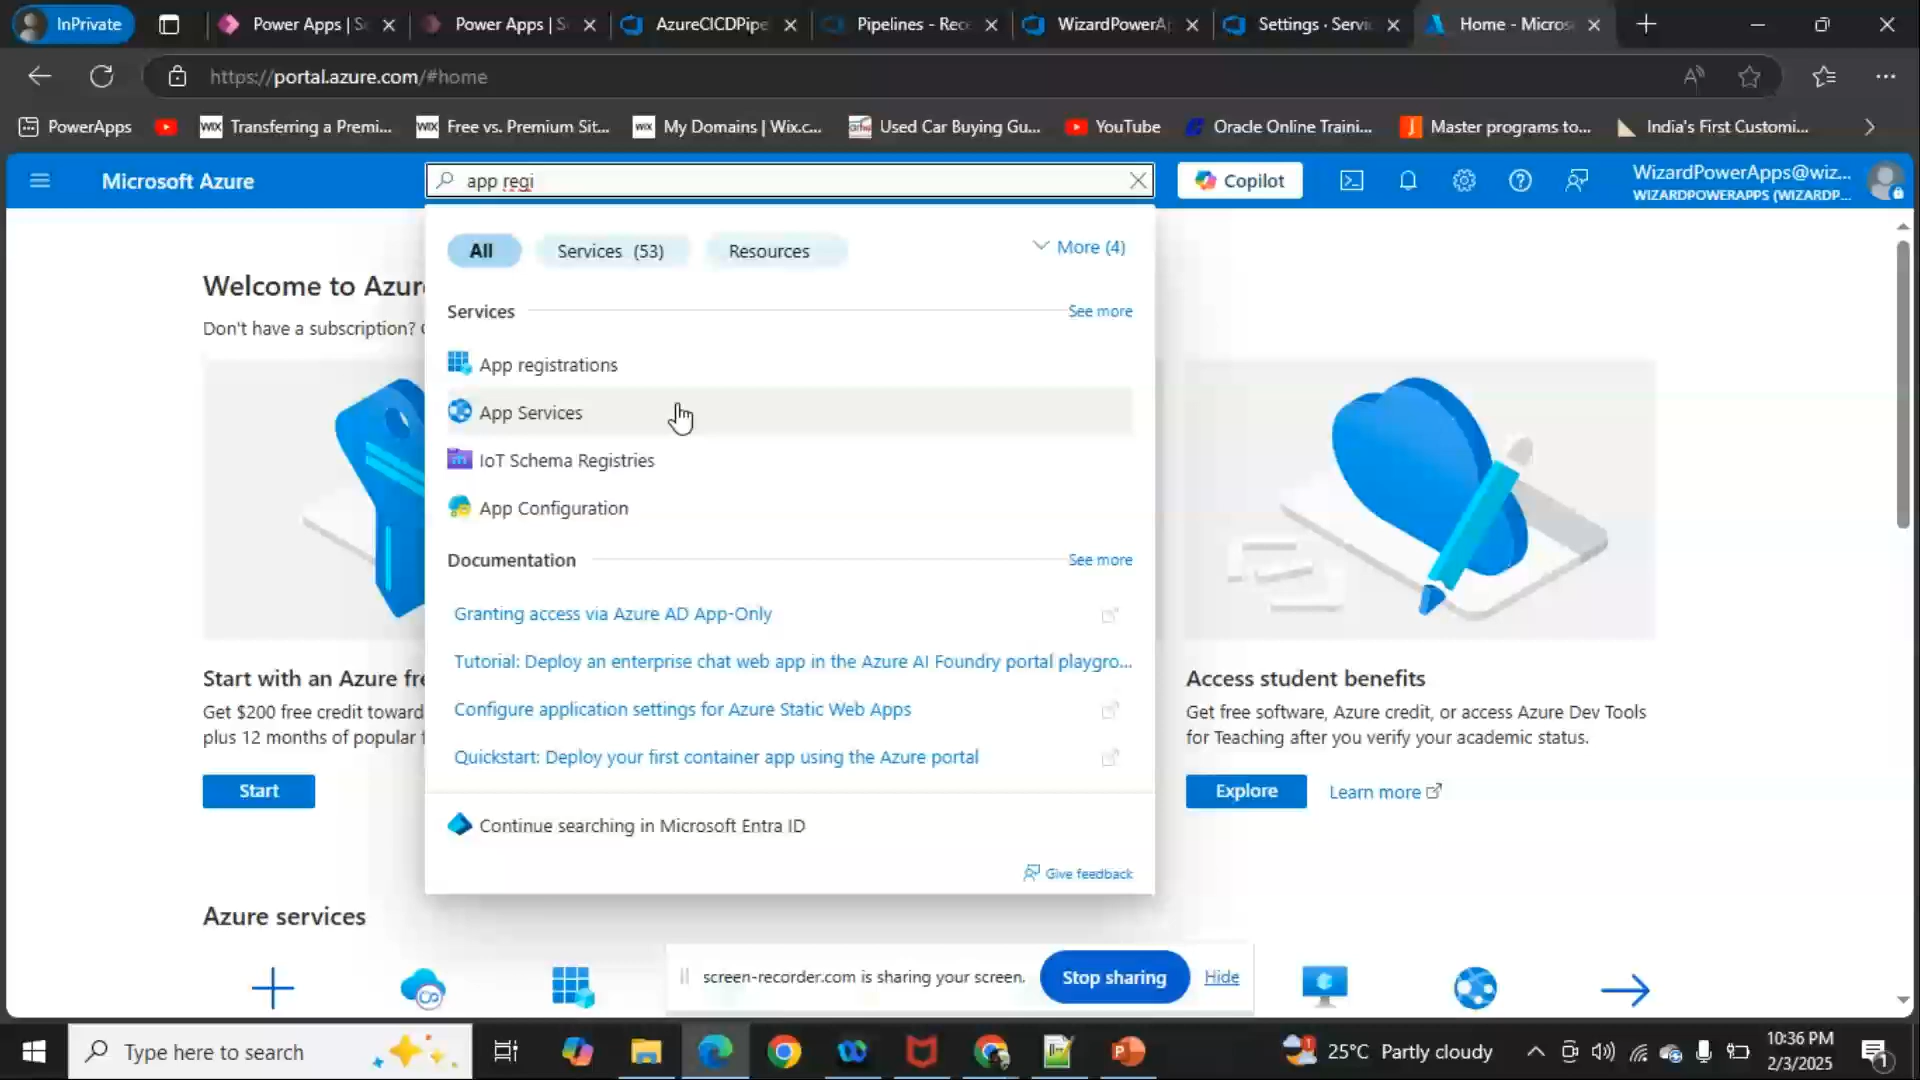 InPrivate
Power Apps | S
Power Apps | S
AzureCICDPipe
Pipelines - Rec
WizardPowerA
Settings · Servi
Home - Micros
https://portal.azure.com/#home
PowerApps
WIX Transferring a Premi...
WIX Free vs. Premium Sit...
WIX My Domains | Wix.c...
Used Car Buying Gu...
YouTube
Oracle Online Traini...
Master programs to...
India's First Customi...
Microsoft Azure
app regi
Copilot
WizardPowerApps@wiz...
WIZARDPOWERAPPS (WIZARDP...
All
Services (53)
Resources
More (4)
Welcome to Azur
Don't have a subscription?
Services
See more
App registrations
App Services
IoT Schema Registries
App Configuration
Documentation
See more
Granting access via Azure AD App-Only
Tutorial: Deploy an enterprise chat web app in the Azure AI Foundry portal playgro...
Configure application settings for Azure Static Web Apps
Quickstart: Deploy your first container app using the Azure portal
Continue searching in Microsoft Entra ID
Give feedback
Start with an Azure fre
Get $200 free credit toward
plus 12 months of popular
Start
Access student benefits
Get free software, Azure credit, or access Azure Dev Tools
for Teaching after you verify your academic status.
Explore
Learn more
Azure services
screen-recorder.com is sharing your screen.
Stop sharing
Hide
Type here to search
25°C Partly cloudy
10:36 PM
2/3/2025
1